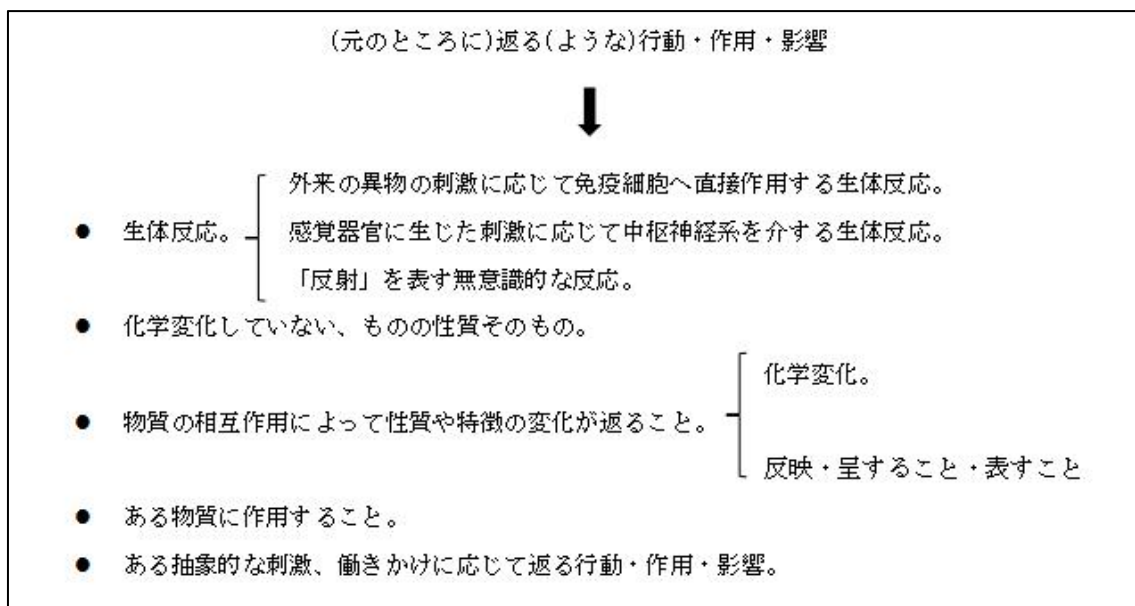 (元のところに)返る(ような)行動・作用・影響
外来の異物の刺激に応じて免疫細胞へ直接作用する生体反応。
● 生体反応。
感覚器官に生じた刺激に応じて中枢神経系を介する生体反応。
「反射」を表す無意識的な反応。
● 化学変化していない、ものの性質そのもの。
化学変化。
● 物質の相互作用によって性質や特徴の変化が返ること。
反映・呈すること・表すこと
● ある物質に作用すること。
● ある抽象的な刺激、働きかけに応じて返る行動・作用・影響。